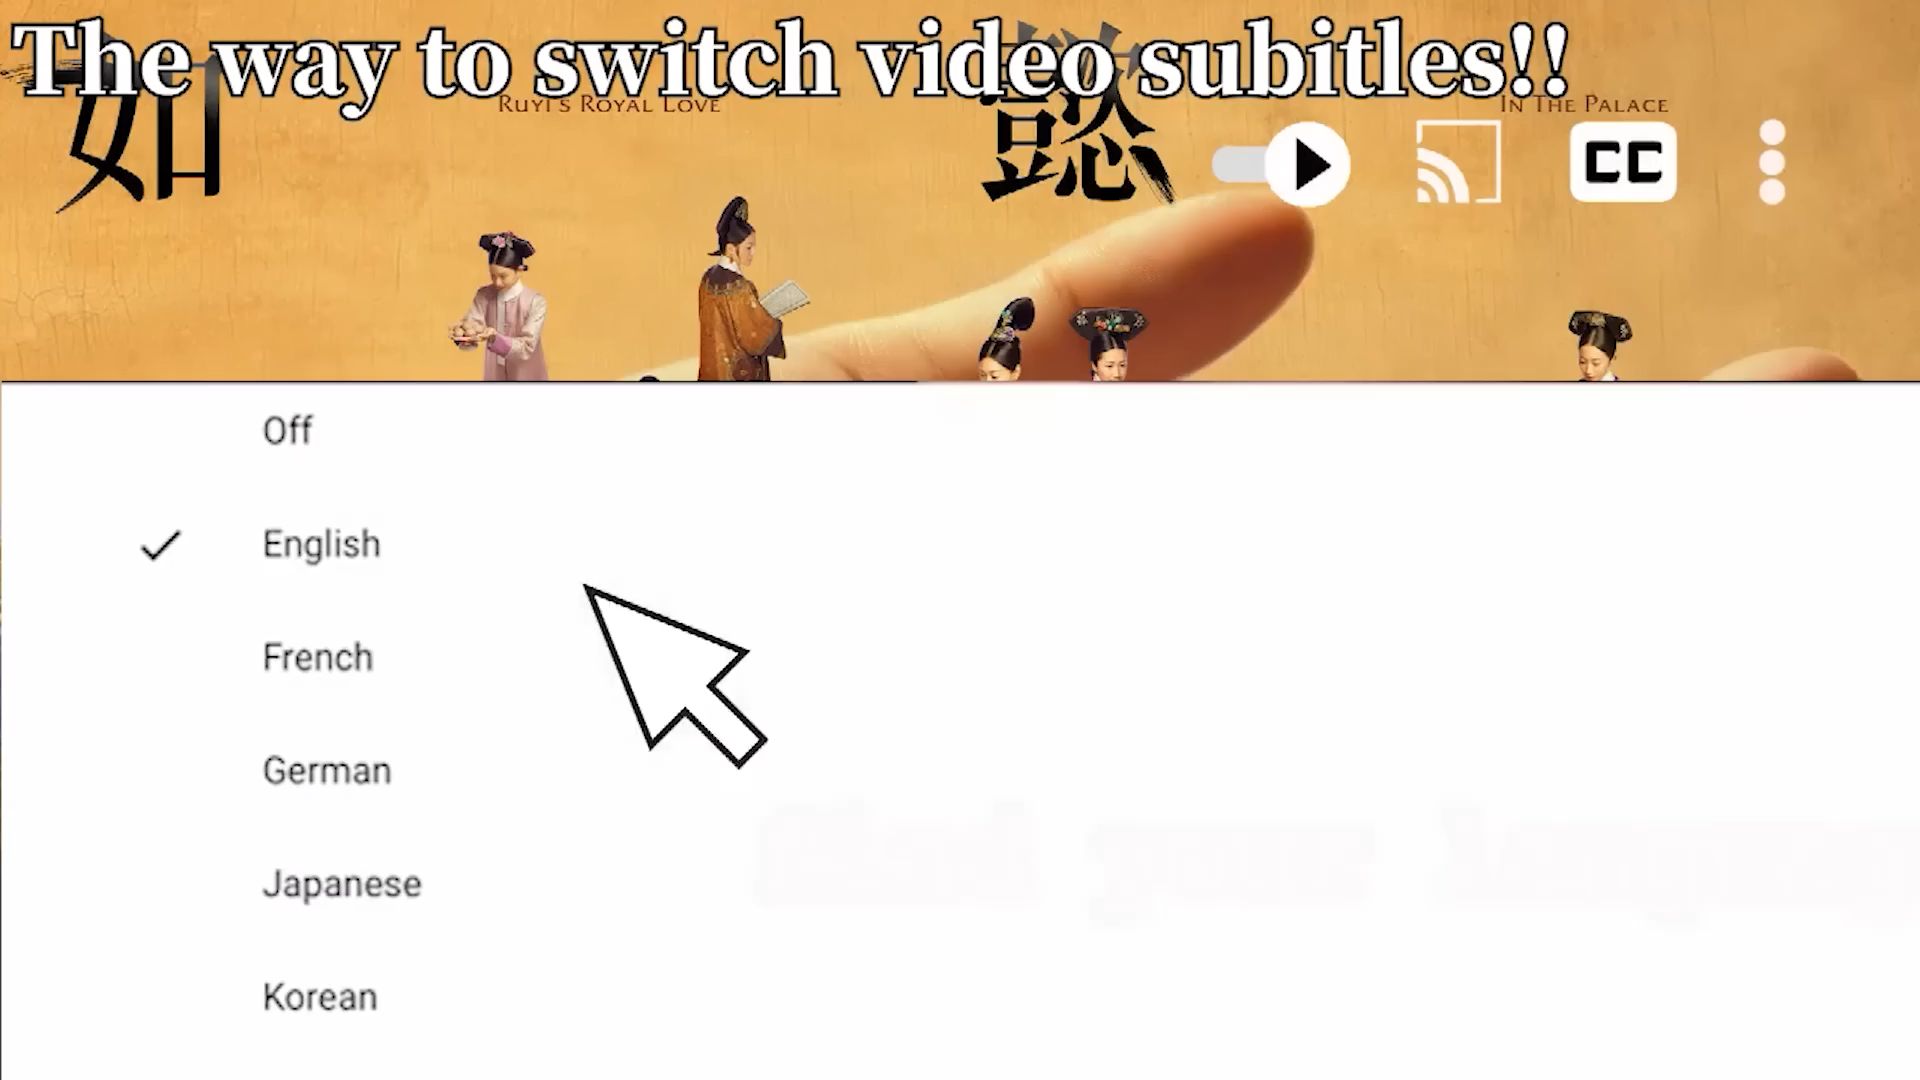 The way to switch video subitles!!
如
RUYI'S ROYAL LOVE
懿
IN THE PALACE
CC
Off
English
French
German
Japanese
Korean